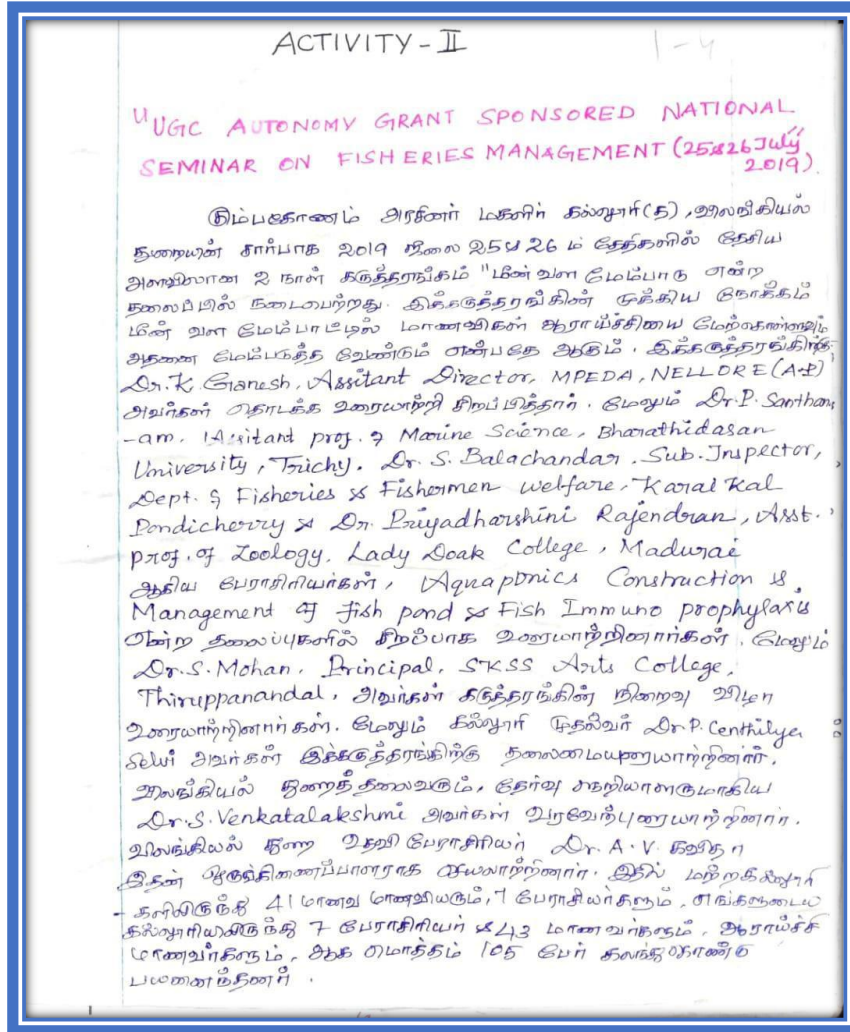 ACTIVITY - II
1-4
"UGC AUTONOMY GRANT SPONSORED NATIONAL
SEMINAR ON FISHERIES MANAGEMENT (25&26 July
2019)
கும்பகோணம் அரசினர் மகளிர் கல்லூரி(த), விலங்கியல்
துறையின் சார்பாக 2019 ஜூலை 25 & 26 ம் தேதிகளில் தேசிய
அளவிலான 2 நாள் கருத்தரங்கம் "மீன் வள மேம்பாடு என்ற
தலைப்பில் நடைபெற்றது. இக்கருத்தரங்கின் முக்கிய நோக்கம்
மீன் வள மேம்பாட்டில் மாணவிகள் ஆராய்ச்சியை மேற்கொள்ளவும்
அதனை மேம்படுத்த வேண்டும் என்பதே ஆகும். இக்கருத்தரங்கிற்கு
Dr. K. Ganesh, Assitant Director, MPEDA, NELLORE (A.P)
அவர்கள் தொடக்க உரையாற்றி சிறப்பித்தார். மேலும் Dr. P. Santhan
-am. Assitant prof. of Marine Science, Bharathidasan
University, Trichy. Dr. S. Balachandar, Sub. Inspector,
Dept. of Fisheries & Fishermen welfare, Karai Kal
Pondicherry & Dr. Priyadharshini Rajendran, Asst.
prof. of Zoology, Lady Doak College, Madurai
ஆகிய பேராசிரியர்கள், Aquaponics Construction &
Management of fish pond & Fish Immuno prophylaxis
என்ற தலைப்புகளில் சிறப்பாக உரையாற்றினார்கள். மேலும்
Dr. S. Mohan, Principal, SKSS Arts College,
Thiruppanandal, அவர்கள் கருத்தரங்கின் நிறைவு விழா
உரையாற்றினார்கள். மேலும் கல்லூரி முதல்வர் Dr. P. Centhilya
Selvi அவர்கள் இக்கருத்தரங்கிற்கு தலைமையுரையாற்றினார்.
விலங்கியல் துறைத்தலைவரும், தேர்வு நெறியாளருமாகிய
Dr. S. Venkatalakshmi அவர்கள் வரவேற்புரையாற்றினார்.
விலங்கியல் துறை உதவி பேராசிரியர் Dr. A. V. கவிதா
இதன் ஒருங்கிணைப்பாளராக செயலாற்றினார். இதில் மற்றகல்லூரி
-களிலிருந்து 41 மாணவ மாணவியரும், 7 பேராசியர்களும், எங்களுடைய
கல்லூரியிலிருந்து 7 பேராசிரியர் & 43 மாணவர்களும், ஆராய்ச்சி
மாணவர்களும், ஆக மொத்தம் 105 பேர் கலந்து கொண்டு
பயனைந்தனர்.